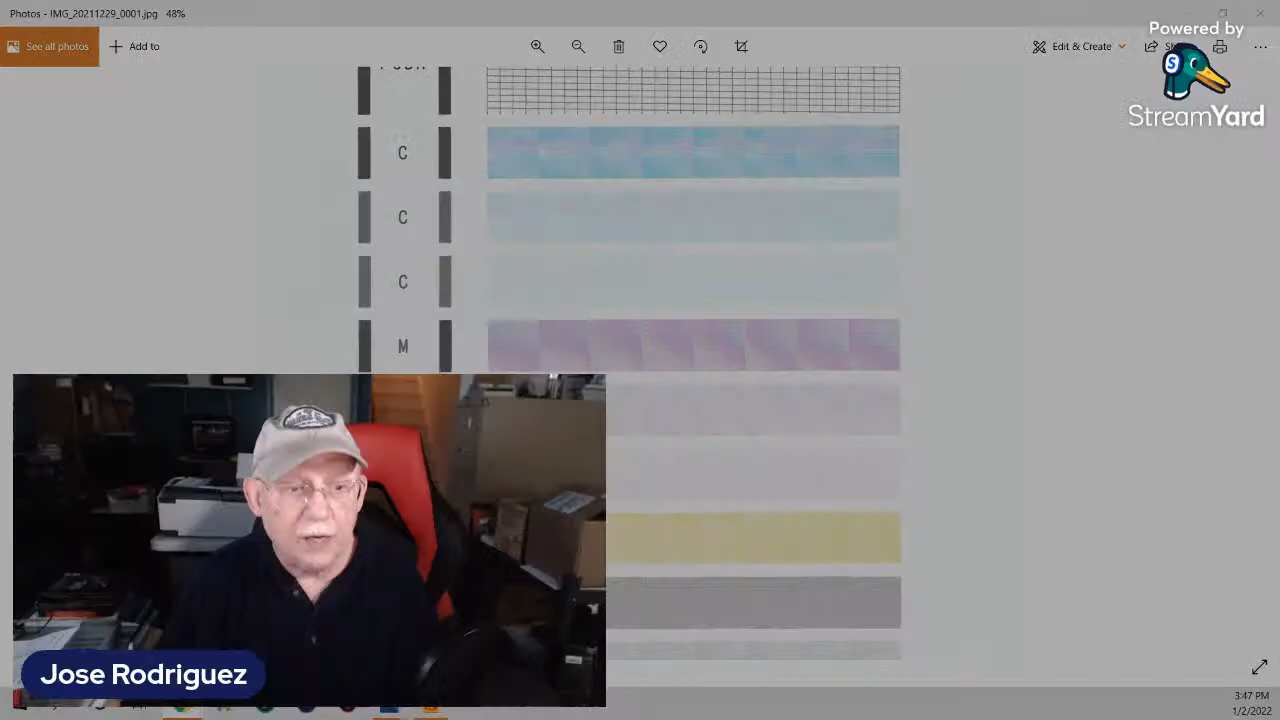 Photos - IMG_20211229_0001.jpg 48%
See all photos
Add to
Edit & Create
Powered by
StreamYard
PGBK
C
C
C
M
Jose Rodriguez
3:47 PM
1/2/2022